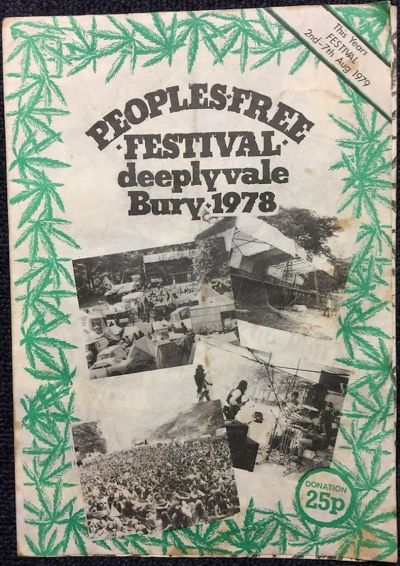 This Years
FESTIVAL
2nd-7th Aug 1979
PEOPLES·FREE
·FESTIVAL·
deeplyvale
Bury·1978
DONATION
25p